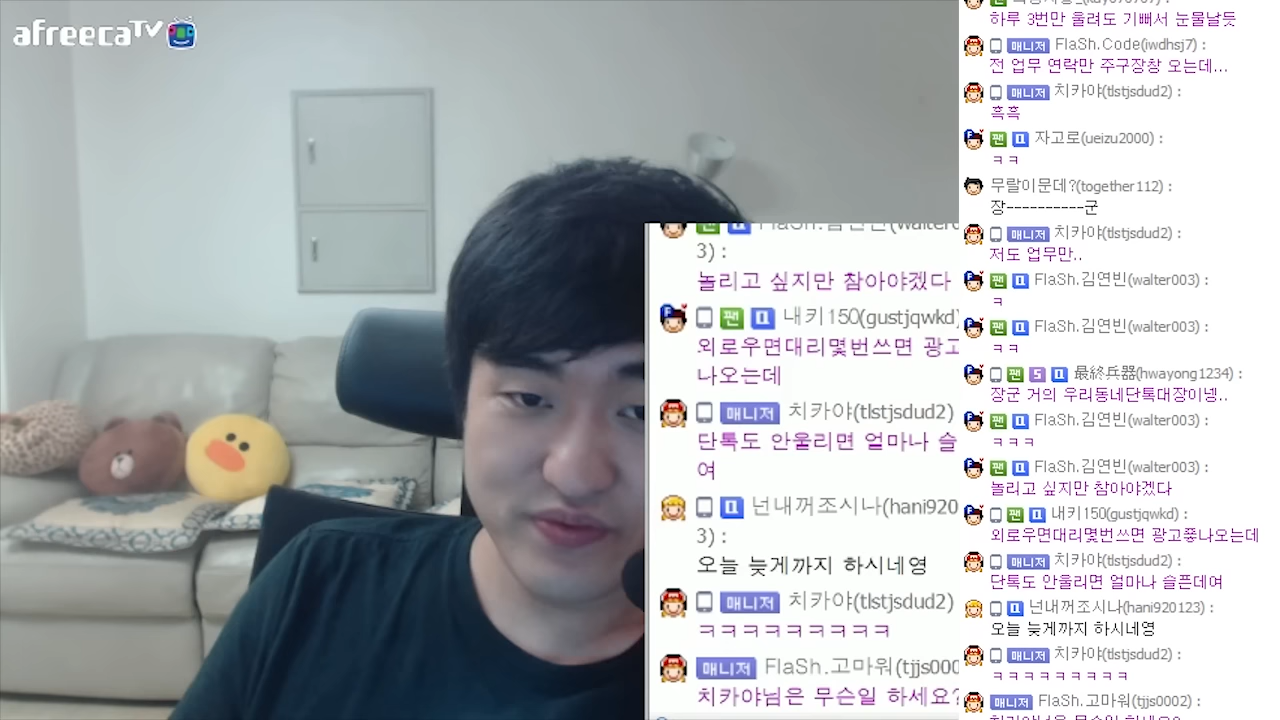 afreecaTV
3) :
놀리고 싶지만 참아야겠다
팬 내키150(gustjqwkd)
외로우면대리몇번쓰면 광고
나오는데
매니저 치카야(tlstjsdud2)
단톡도 안울리면 얼마나 슬
여
넌내꺼조시나(hani920
3) :
오늘 늦게까지 하시네영
매니저 치카야(tlstjsdud2)
ㅋㅋㅋㅋㅋㅋㅋㅋㅋ
매니저 FlaSh.고마워(tjjs000
치카야님은 무슨일 하세요?
하루 3번만 울려도 기뻐서 눈물날듯
매니저 FlaSh.Code(iwdhsj7) :
전 업무 연락만 주구장창 오는데...
매니저 치카야(tlstjsdud2) :
흑흑
팬 자고로(ueizu2000) :
ㅋㅋ
무랄이문데?(together112) :
장----------군
매니저 치카야(tlstjsdud2) :
저도 업무만..
팬 FlaSh.김연빈(walter003) :
ㅋ
팬 FlaSh.김연빈(walter003) :
ㅋㅋ
팬 S 最終兵器(hwayong1234) :
장군 거의 우리동네단톡대장이넹..
팬 FlaSh.김연빈(walter003) :
ㅋㅋㅋ
팬 FlaSh.김연빈(walter003) :
놀리고 싶지만 참아야겠다
팬 내키150(gustjqwkd) :
외로우면대리몇번쓰면 광고쭇나오는데
매니저 치카야(tlstjsdud2) :
단톡도 안울리면 얼마나 슬픈데여
넌내꺼조시나(hani920123) :
오늘 늦게까지 하시네영
매니저 치카야(tlstjsdud2) :
ㅋㅋㅋㅋㅋㅋㅋㅋㅋ
매니저 FlaSh.고마워(tjjs0002) :